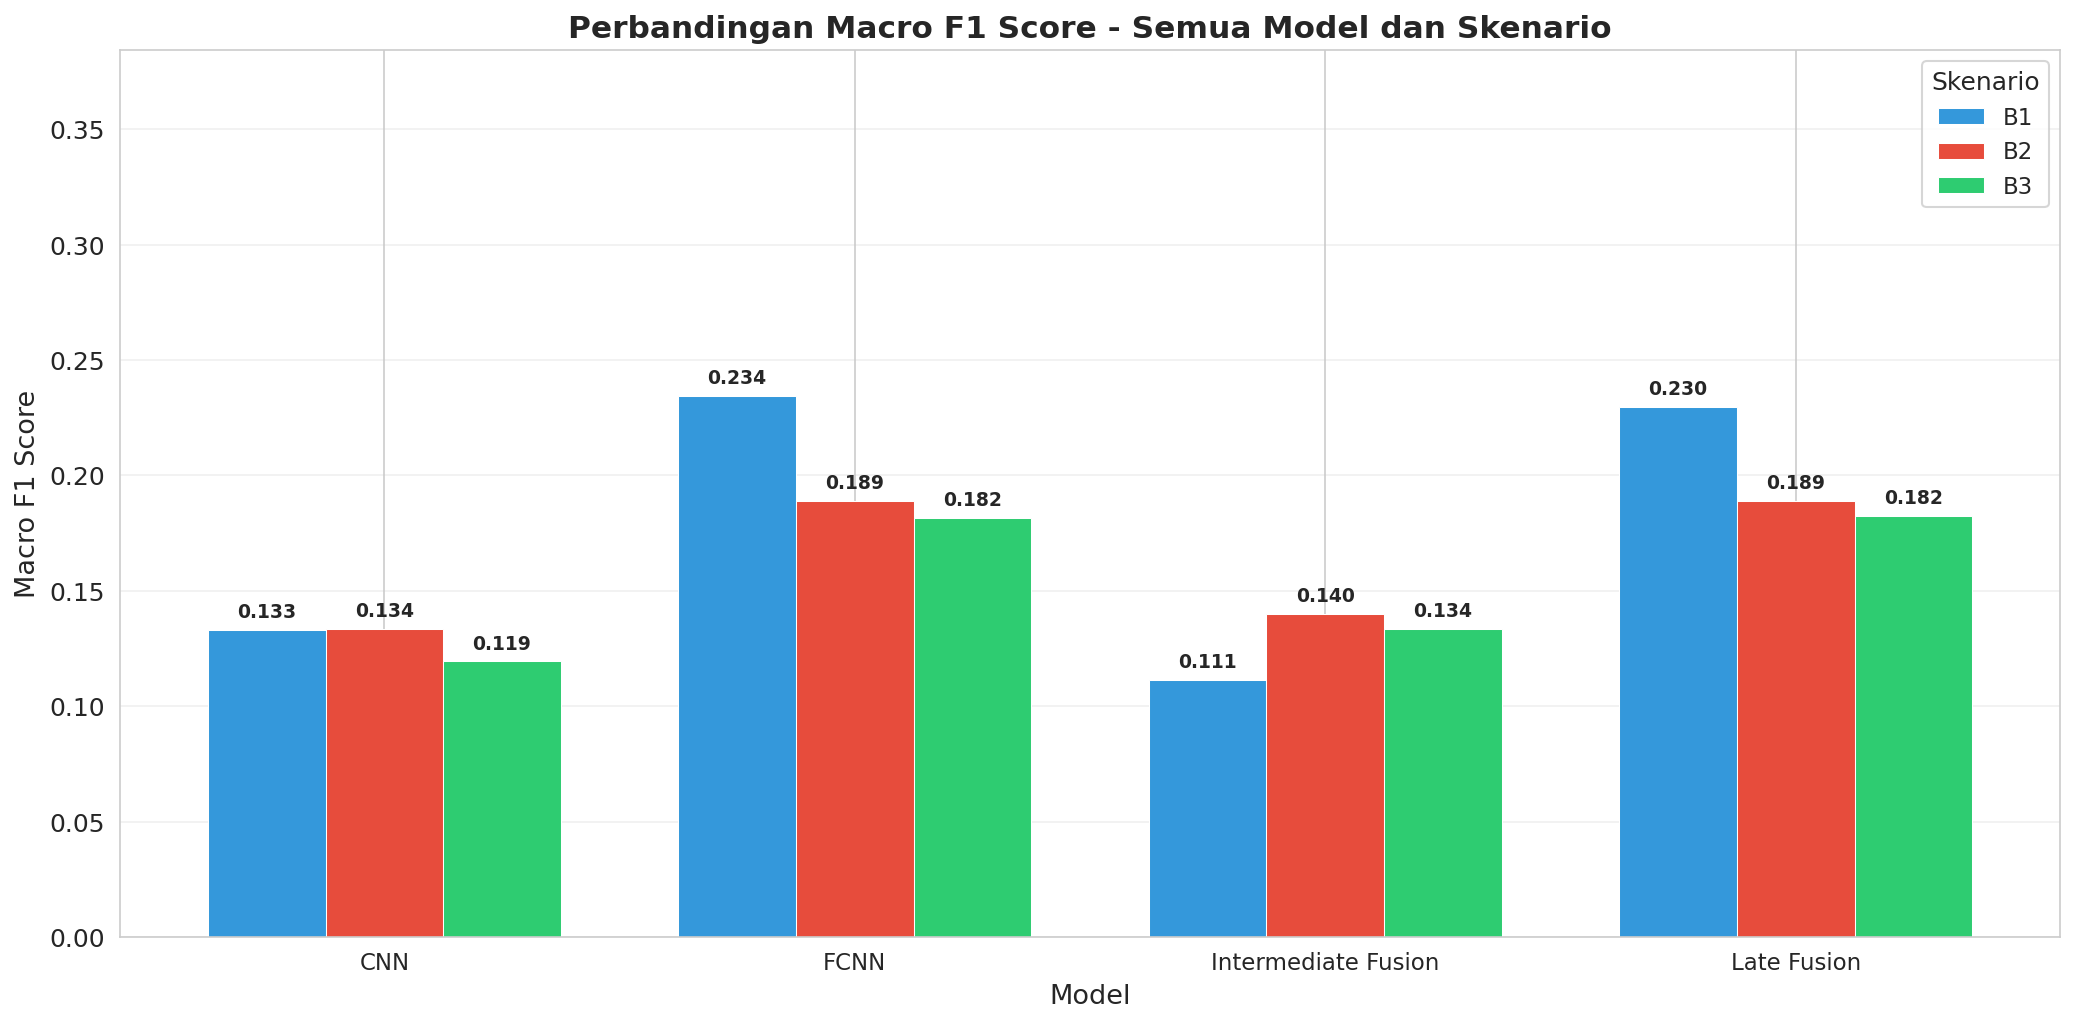 Perbandingan Macro F1 Score - Semua Model dan Skenario
Skenario
B1
B2
B3
Macro F1 Score
0.35
0.30
0.25
0.20
0.15
0.10
0.05
0.00
0.133
0.134
0.119
0.234
0.189
0.182
0.111
0.140
0.134
0.230
0.189
0.182
CNN
FCNN
Intermediate Fusion
Late Fusion
Model